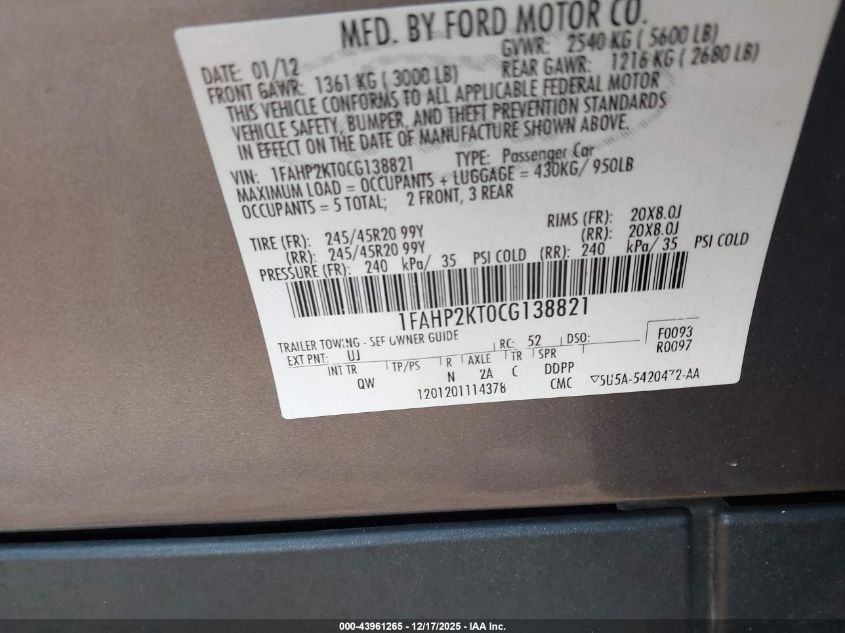 MFD. BY FORD MOTOR CO.
DATE: 01/12 GVWR: 2540 KG ( 5600 LB)
FRONT GAWR: 1361 KG ( 3000 LB) REAR GAWR: 1216 KG ( 2680 LB)
THIS VEHICLE CONFORMS TO ALL APPLICABLE FEDERAL MOTOR
VEHICLE SAFETY, BUMPER, AND THEFT PREVENTION STANDARDS
IN EFFECT ON THE DATE OF MANUFACTURE SHOWN ABOVE.
VIN: 1FAHP2KT0CG138821 TYPE: Passenger Car
MAXIMUM LOAD = OCCUPANTS + LUGGAGE = 430KG/ 950LB
OCCUPANTS = 5 TOTAL; 2 FRONT, 3 REAR
TIRE (FR): 245/45R20 99Y RIMS (FR): 20X8.0J
(RR): 245/45R20 99Y (RR): 20X8.0J
PRESSURE (FR): 240 kPa/ 35 PSI COLD (RR): 240 kPa/ 35 PSI COLD
1FAHP2KT0CG138821
TRAILER TOWING - SEE OWNER GUIDE RC: 52 DSO: F0093
EXT PNT: UJ R0097
INT TR TP/PS R AXLE TR SPR
QW N 2A C DDPP
1201201114378 CMC ▽5U5A-5420472-AA
000-43961265 - 12/17/2025 - IAA Inc.